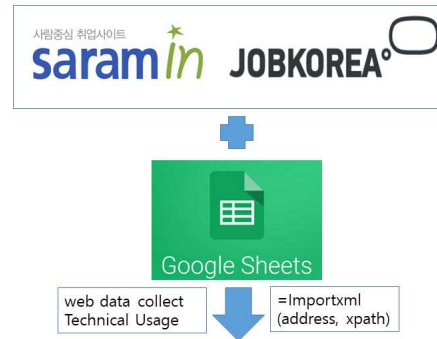 사람중심 취업사이트
saramin
JOBKOREA
Google Sheets
web data collect
Technical Usage
=Importxml
(address, xpath)